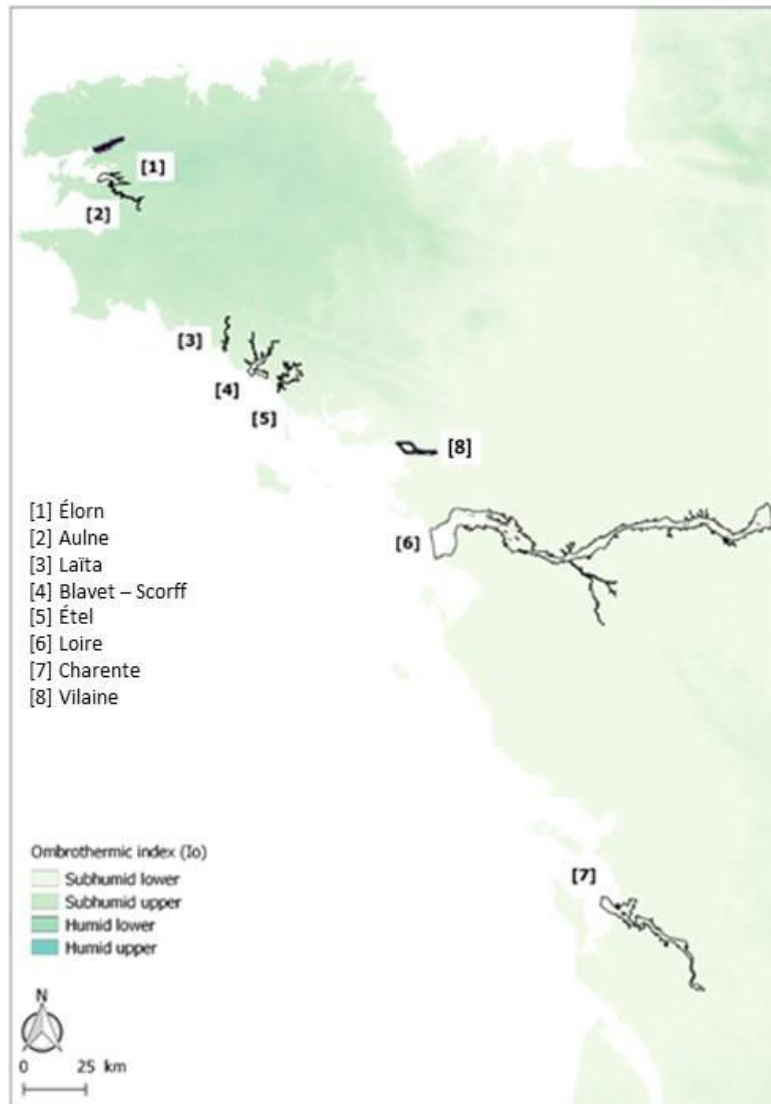 [1]
[2]
[3]
[4]
[5]
[8]
[6]
[1] Élorn
[2] Aulne
[3] Laïta
[4] Blavet – Scorff
[5] Étel
[6] Loire
[7] Charente
[8] Vilaine
[7]
Ombrothermic index (Io)
Subhumid lower
Subhumid upper
Humid lower
Humid upper
N
0 25 km